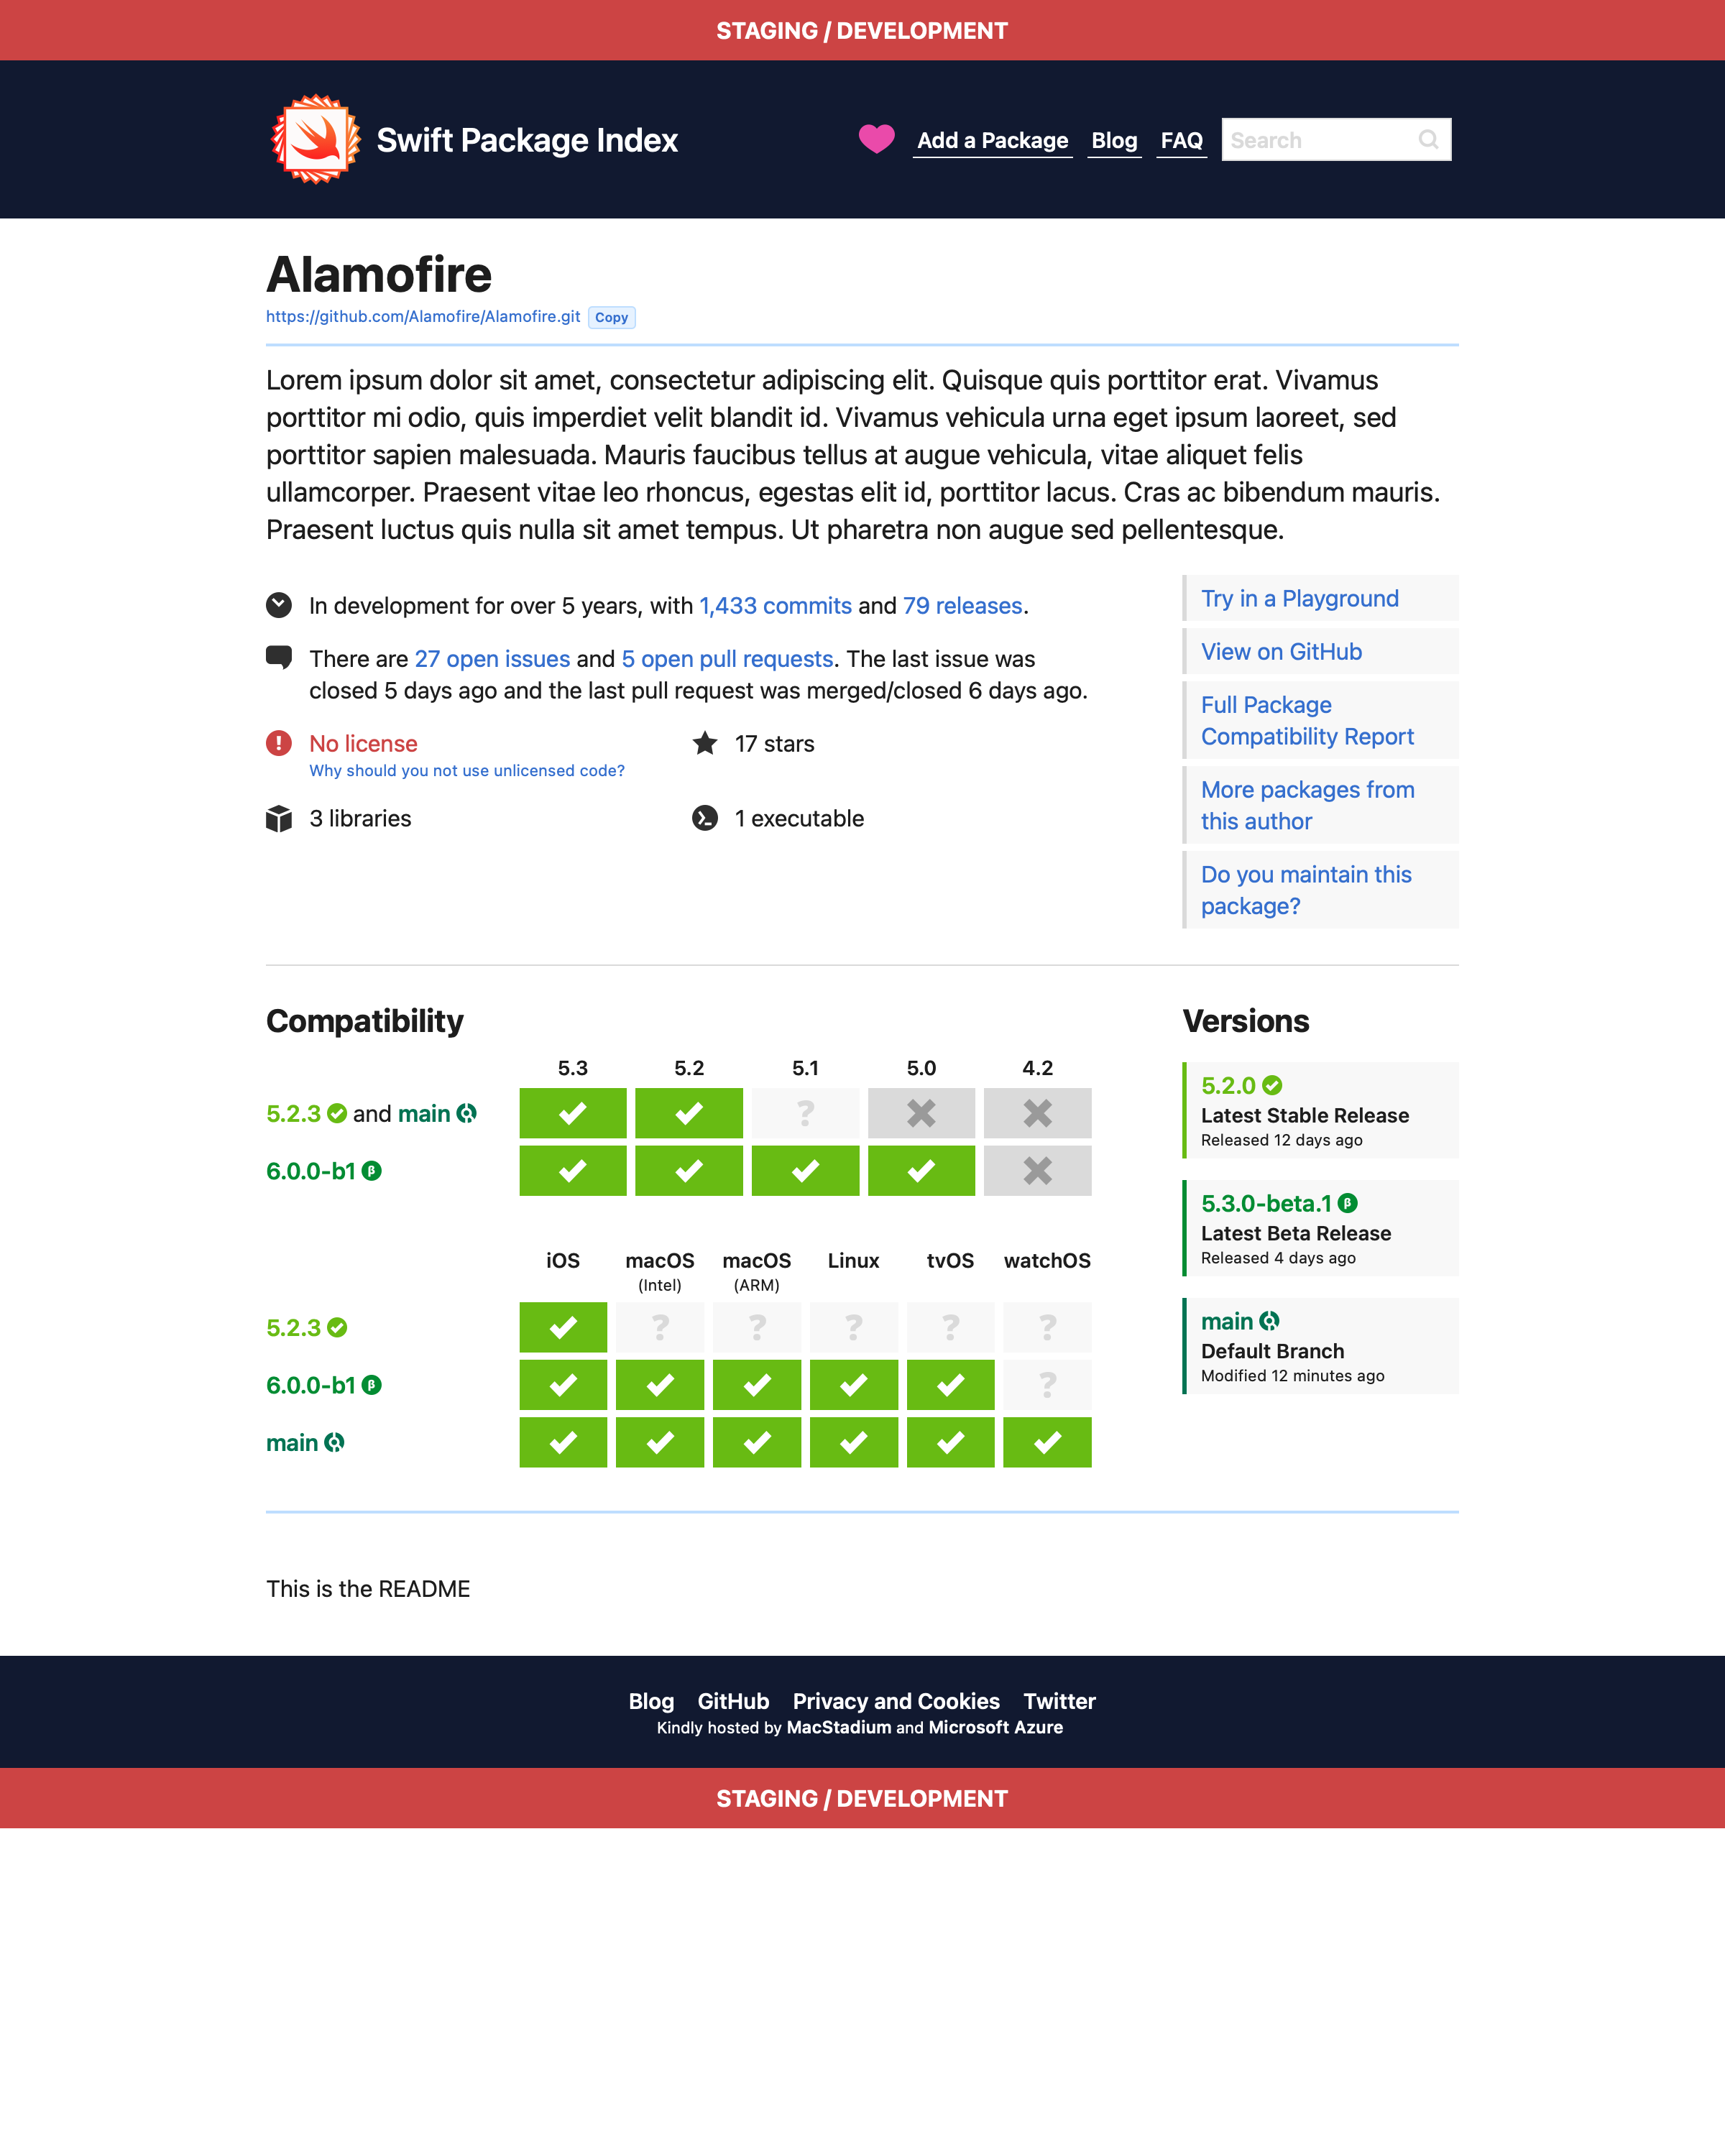 STAGING / DEVELOPMENT
Swift Package Index
Add a Package Blog FAQ Search
Alamofire
https://github.com/Alamofire/Alamofire.git Copy
Lorem ipsum dolor sit amet, consectetur adipiscing elit. Quisque quis porttitor erat. Vivamus
porttitor mi odio, quis imperdiet velit blandit id. Vivamus vehicula urna eget ipsum laoreet, sed
porttitor sapien malesuada. Mauris faucibus tellus at augue vehicula, vitae aliquet felis
ullamcorper. Praesent vitae leo rhoncus, egestas elit id, porttitor lacus. Cras ac bibendum mauris.
Praesent luctus quis nulla sit amet tempus. Ut pharetra non augue sed pellentesque.
In development for over 5 years, with 1,433 commits and 79 releases.
There are 27 open issues and 5 open pull requests. The last issue was
closed 5 days ago and the last pull request was merged/closed 6 days ago.
No license
Why should you not use unlicensed code?
17 stars
3 libraries
1 executable
Try in a Playground
View on GitHub
Full Package
Compatibility Report
More packages from
this author
Do you maintain this
package?
Compatibility
5.3 5.2 5.1 5.0 4.2
5.2.3 and main ?
6.0.0-b1 β
iOS macOS macOS Linux tvOS watchOS
(Intel) (ARM)
5.2.3 ? ? ? ? ?
6.0.0-b1 β ?
main
Versions
5.2.0
Latest Stable Release
Released 12 days ago
5.3.0-beta.1 β
Latest Beta Release
Released 4 days ago
main
Default Branch
Modified 12 minutes ago
This is the README
Blog GitHub Privacy and Cookies Twitter
Kindly hosted by MacStadium and Microsoft Azure
STAGING / DEVELOPMENT